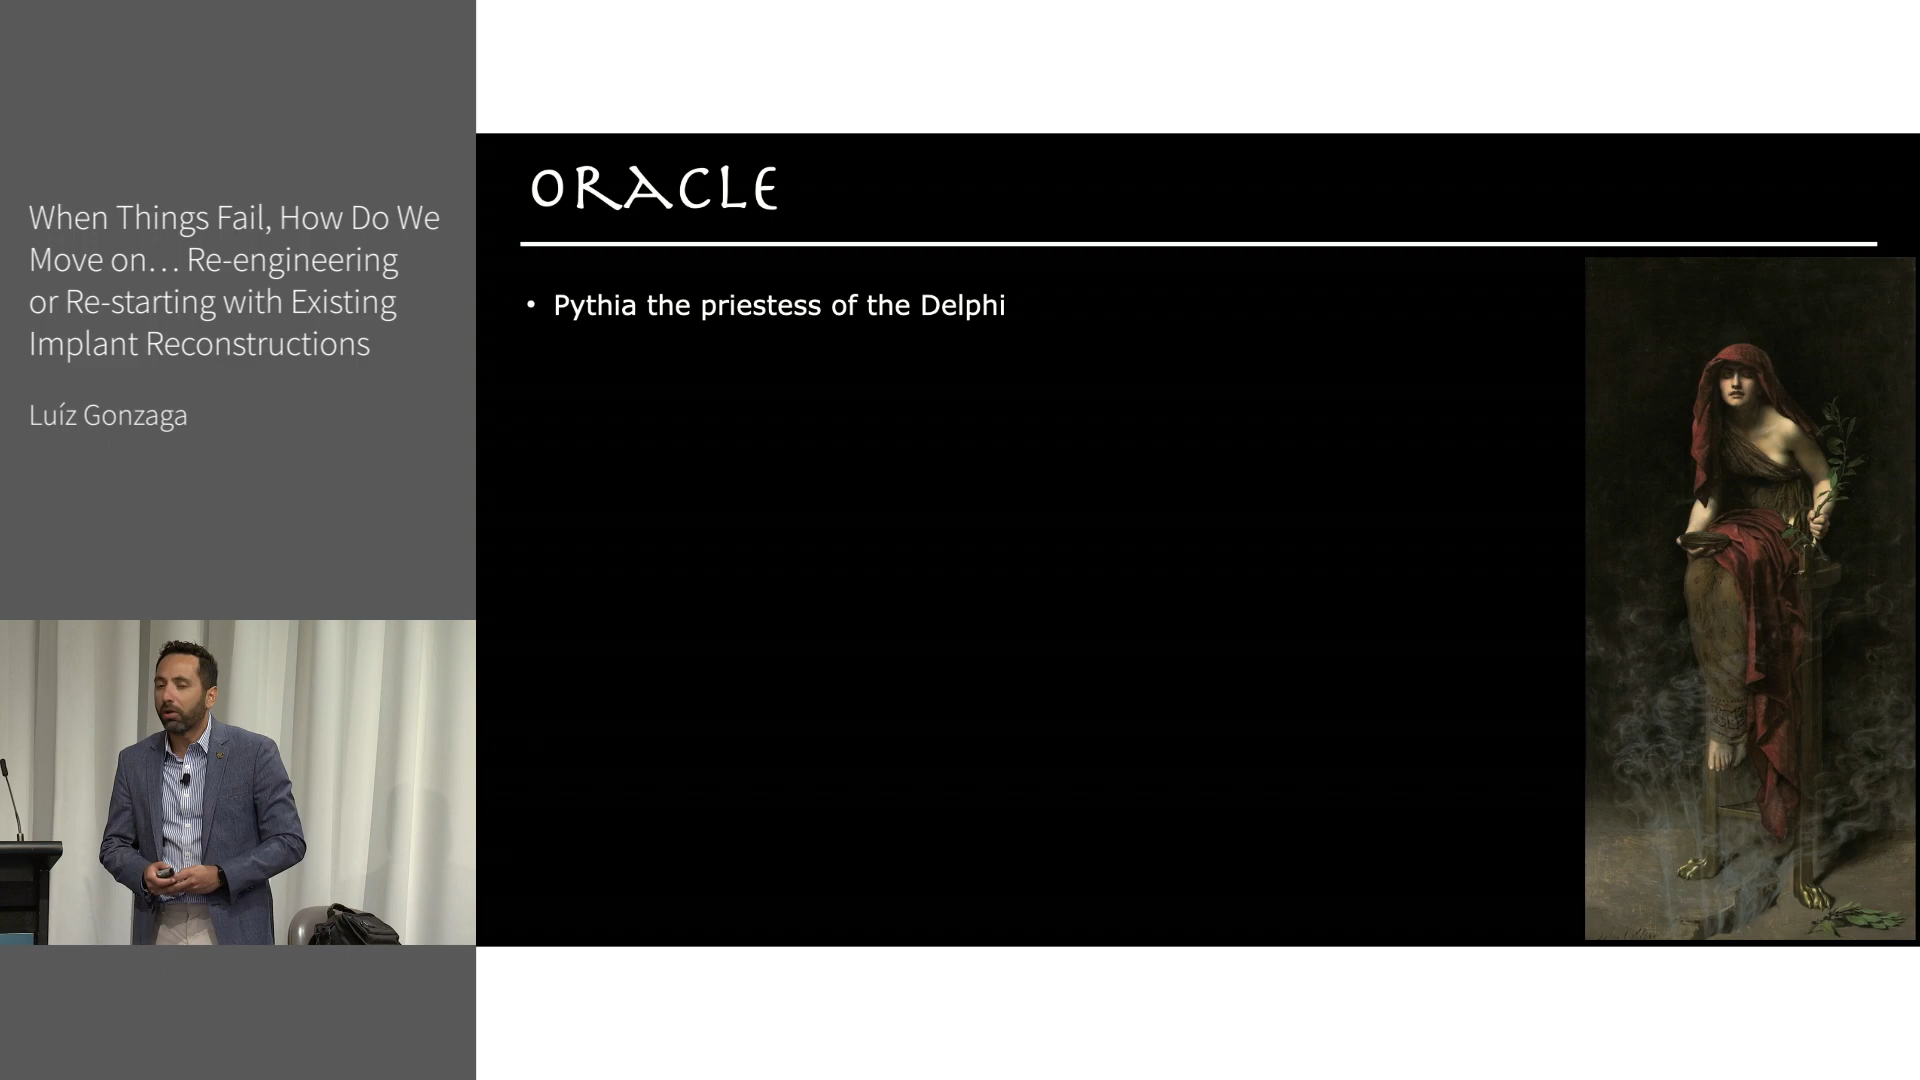 When Things Fail, How Do We
Move on… Re-engineering
or Re-starting with Existing
Implant Reconstructions
Luíz Gonzaga
ORACLE
• Pythia the priestess of the Delphi